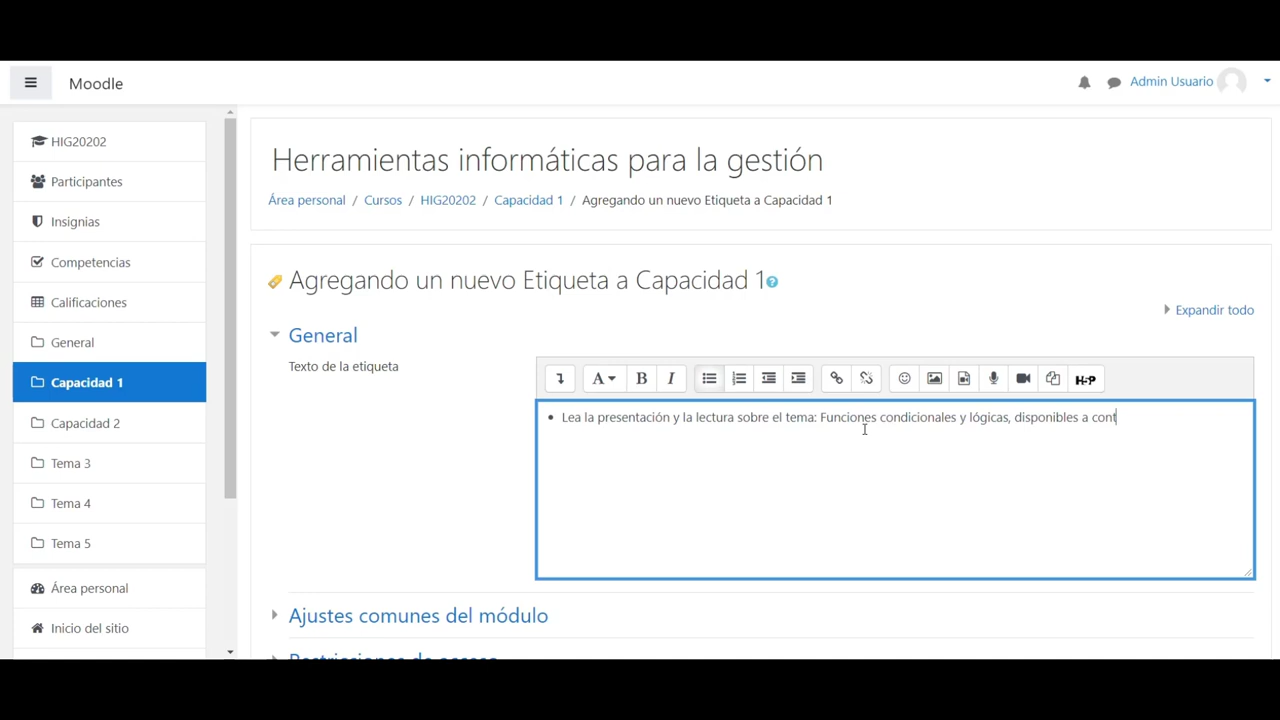 Moodle
Admin Usuario
HIG20202
Participantes
Insignias
Competencias
Calificaciones
General
Capacidad 1
Capacidad 2
Tema 3
Tema 4
Tema 5
Área personal
Inicio del sitio
Herramientas informáticas para la gestión
Área personal / Cursos / HIG20202 / Capacidad 1 / Agregando un nuevo Etiqueta a Capacidad 1
Agregando un nuevo Etiqueta a Capacidad 1
Expandir todo
General
Texto de la etiqueta
A B I H-P
• Lea la presentación y la lectura sobre el tema: Funciones condicionales y lógicas, disponibles a cont
Ajustes comunes del módulo
Restricciones de acceso